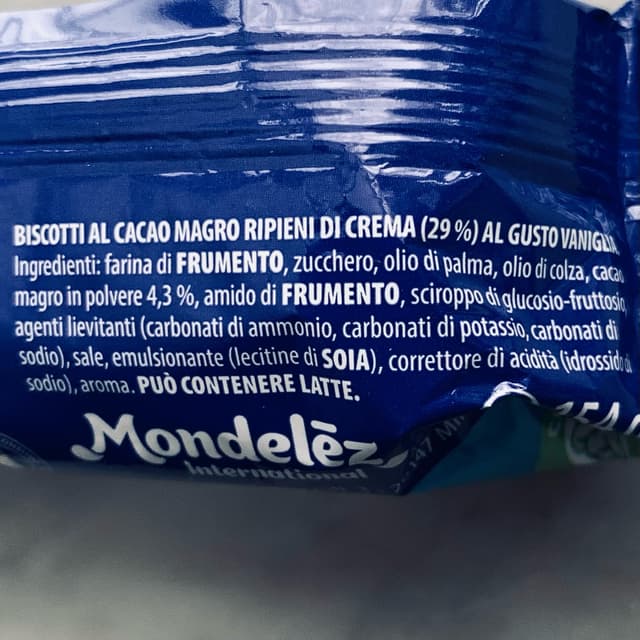 BISCOTTI AL CACAO MAGRO RIPIENI DI CREMA (29 %) AL GUSTO VANIGLIA
Ingredienti: farina di FRUMENTO, zucchero, olio di palma, olio di colza, cacao
magro in polvere 4,3 %, amido di FRUMENTO, sciroppo di glucosio-fruttosio,
agenti lievitanti (carbonati di ammonio, carbonati di potassio, carbonati di
sodio), sale, emulsionante (lecitine di SOIA), correttore di acidità (idrossido di
sodio), aroma. PUÒ CONTENERE LATTE.
154
Mondelēz
International